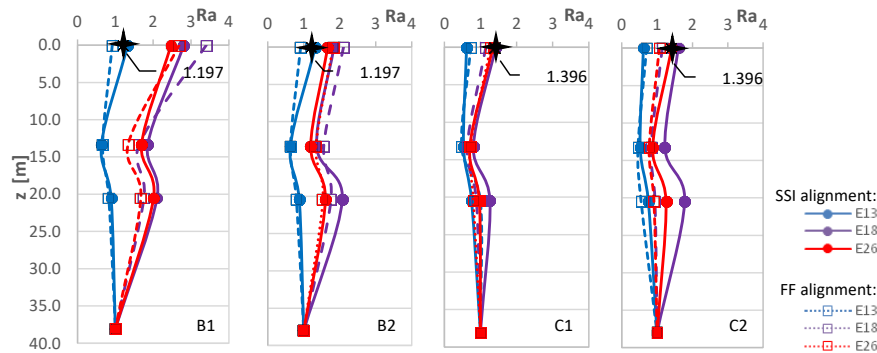 Ra Ra Ra Ra
0 1 2 3 4 0 1 2 3 4 0 1 2 3 4 0 1 2 3 4
0.0
1.197 1.197 1.396 1.396
5.0
10.0
15.0
z [m]
20.0
SSI alignment:
25.0
E13
E18
30.0
E26
FF alignment:
35.0
E13
B1 B2 C1 C2
E18
40.0
E26